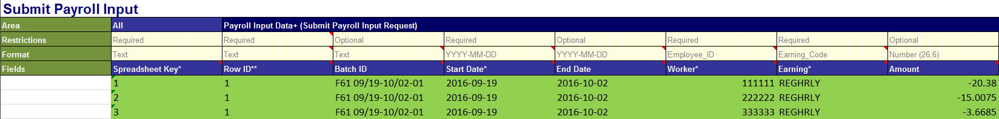 Submit Payroll Input
Area All Payroll Input Data+ (Submit Payroll Input Request)
Restrictions Required Required Optional Required Optional Required Required Optional
Format Text Text Text YYYY-MM-DD YYYY-MM-DD Employee_ID Earning_Code Number (26,6)
Fields Spreadsheet Key* Row ID** Batch ID Start Date* End Date Worker* Earning* Amount
1 1 F61 09/19-10/02-01 2016-09-19 2016-10-02 111111 REGHRLY -20.38
2 1 F61 09/19-10/02-01 2016-09-19 2016-10-02 222222 REGHRLY -15.0075
3 1 F61 09/19-10/02-01 2016-09-19 2016-10-02 333333 REGHRLY -3.6685